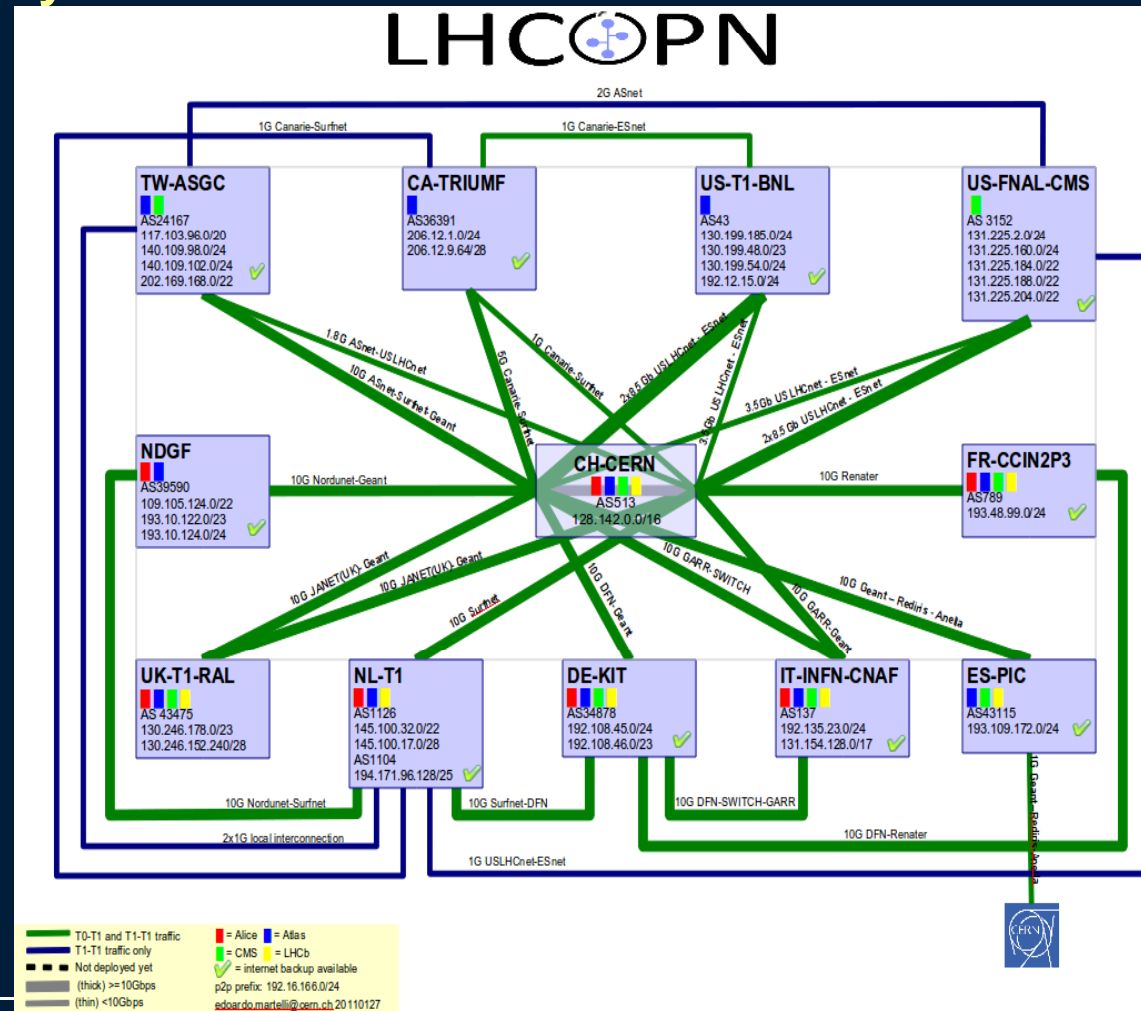 LHCOPN
2G ASnet
1G Canarie-Surfnet
1G Canarie-ESnet
TW-ASGC
AS24167
117.103.96.0/20
140.109.98.0/24
140.109.102.0/24
202.169.168.0/22
CA-TRIUMF
AS36391
206.12.1.0/24
206.12.9.64/28
US-T1-BNL
AS43
130.199.185.0/24
130.199.48.0/23
130.199.54.0/24
192.12.15.0/24
US-FNAL-CMS
AS 3152
131.225.2.0/24
131.225.160.0/24
131.225.184.0/22
131.225.188.0/22
131.225.204.0/22
1.8G ASnet-USLHCnet
10G ASnet-Surfnet-Geant
5G Canarie-Surfnet
1G Canarie-Surfnet
2x8.5 Gb USLHCnet - ESnet
3.5Gb USLHCnet - ESnet
3.5Gb USLHCnet - ESnet
2x8.5 Gb USLHCnet - ESnet
NDGF
AS39590
109.105.124.0/22
193.10.122.0/23
193.10.124.0/24
10G Nordunet-Geant
CH-CERN
AS513
128.142.0.0/16
10G Renater
FR-CCIN2P3
AS789
193.48.99.0/24
10G JANET(UK)- Geant
10G JANET(UK)- Geant
10G Surfnet
10G DFN-Geant
10G GARR-SWITCH
10G GARR-Geant
10G Geant – Rediris - Anella
UK-T1-RAL
AS 43475
130.246.178.0/23
130.246.152.240/28
NL-T1
AS1126
145.100.32.0/22
145.100.17.0/28
AS1104
194.171.96.128/25
DE-KIT
AS34878
192.108.45.0/24
192.108.46.0/23
IT-INFN-CNAF
AS137
192.135.23.0/24
131.154.128.0/17
ES-PIC
AS43115
193.109.172.0/24
10G Nordunet-Surfnet
10G Surfnet-DFN
10G DFN-SWITCH-GARR
10G DFN-Renater
2x1G local interconnection
1G USLHCnet-ESnet
1G Geant–Rediris-Anella
CERN
T0-T1 and T1-T1 traffic
T1-T1 traffic only
Not deployed yet
(thick) >=10Gbps
(thin) <10Gbps
= Alice = Atlas
= CMS = LHCb
= internet backup available
p2p prefix: 192.16.166.0/24
edoardo.martelli@cern.ch 20110127